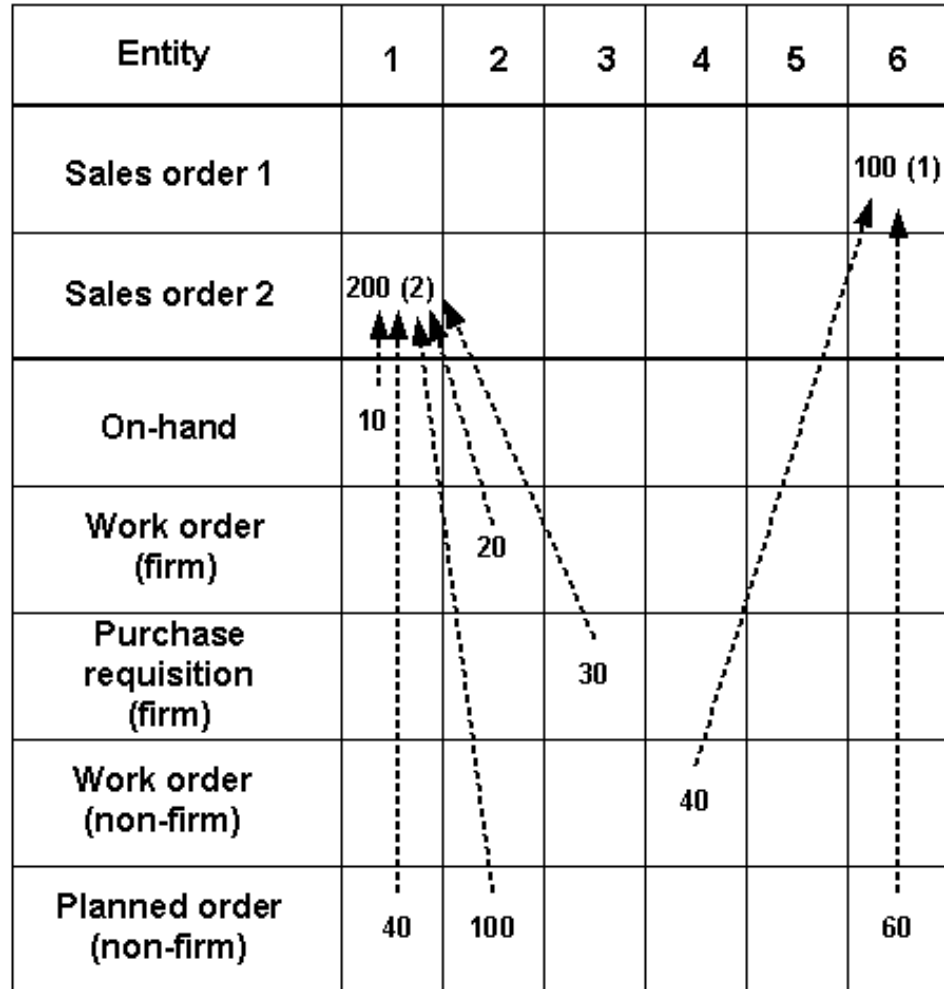 Entity 1 2 3 4 5 6
Sales order 1 100 (1)
Sales order 2 200 (2)
On-hand 10
Work order
(firm) 20
Purchase
requisition
(firm) 30
Work order
(non-firm) 40
Planned order
(non-firm) 40 100 60